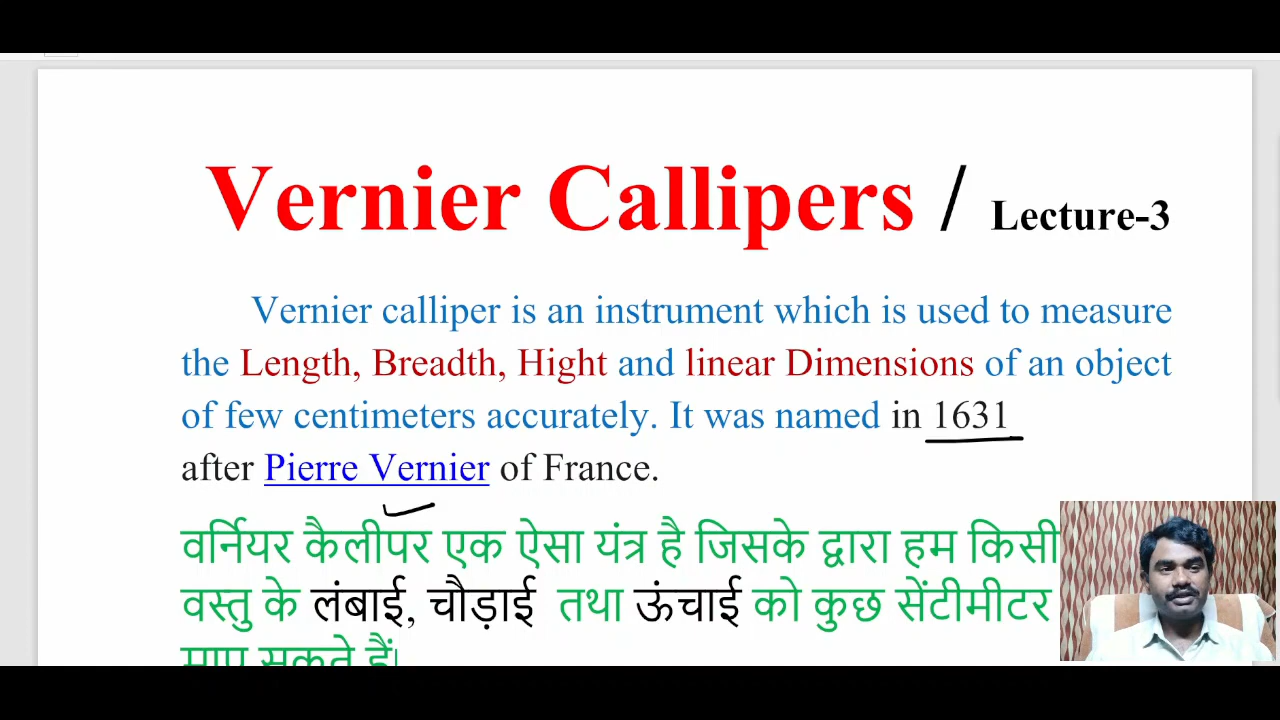 Vernier Callipers / Lecture-3
Vernier calliper is an instrument which is used to measure
the Length, Breadth, Hight and linear Dimensions of an object
of few centimeters accurately. It was named in 1631
after Pierre Vernier of France.
वर्नियर कैलीपर एक ऐसा यंत्र है जिसके द्वारा हम किसी
वस्तु के लंबाई, चौड़ाई तथा ऊंचाई को कुछ सेंटीमीटर
माप सकते हैं।